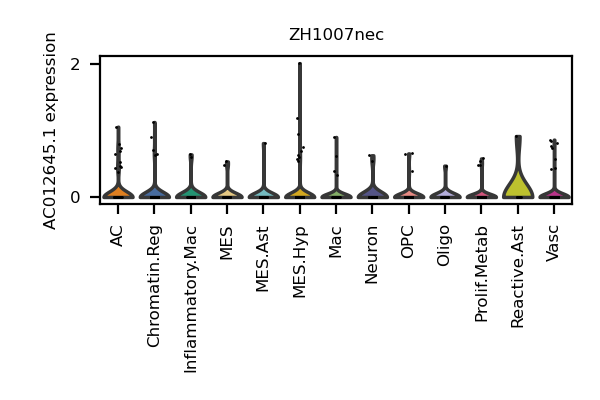 ZH1007nec
AC012645.1 expression
2
0
AC
Chromatin.Reg
Inflammatory.Mac
MES
MES.Ast
MES.Hyp
Mac
Neuron
OPC
Oligo
Prolif.Metab
Reactive.Ast
Vasc